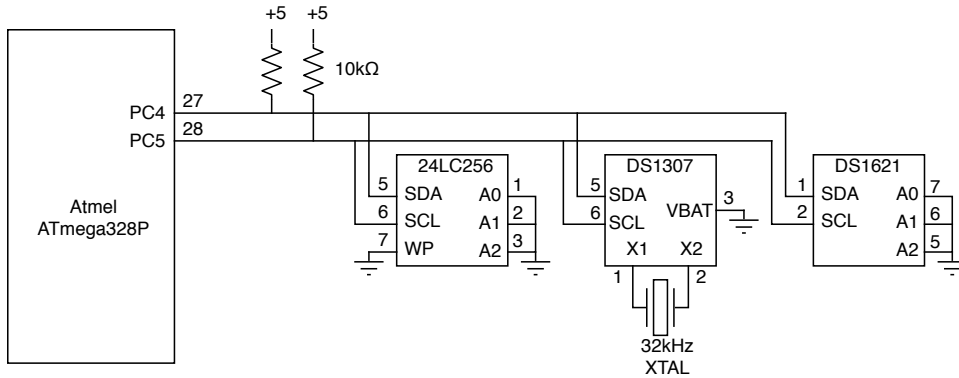 +5 +5
10kΩ
PC4 27
PC5 28
Atmel
ATmega328P
24LC256
5 SDA A0 1
6 SCL A1 2
7 WP A2 3
DS1307
5 SDA
6 SCL VBAT 3
X1 X2
1 2
32kHz
XTAL
DS1621
1 SDA A0 7
2 SCL A1 6
A2 5